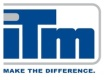 iTm
MAKE THE DIFFERENCE.